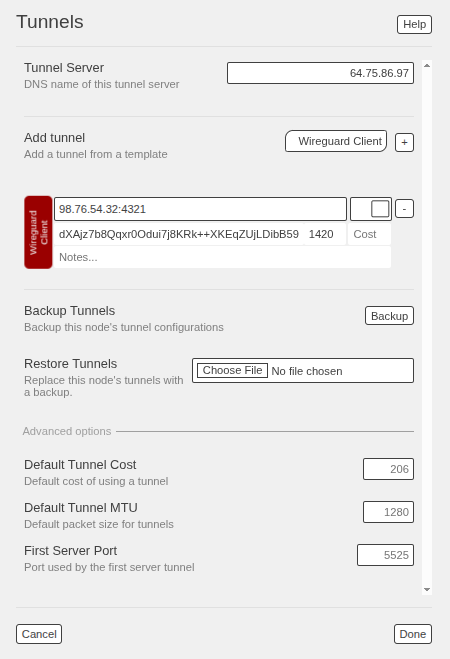 Tunnels
Help
Tunnel Server
64.75.86.97
DNS name of this tunnel server
Add tunnel
Wireguard Client
+
Add a tunnel from a template
Wireguard
Client
98.76.54.32:4321
-
dXAjz7b8Qqxr0Odui7j8KRk++XKEqZUjLDibB59 1420 Cost
Notes...
Backup Tunnels
Backup
Backup this node's tunnel configurations
Restore Tunnels
Choose File No file chosen
Replace this node's tunnels with
a backup.
Advanced options
Default Tunnel Cost
206
Default cost of using a tunnel
Default Tunnel MTU
1280
Default packet size for tunnels
First Server Port
5525
Port used by the first server tunnel
Cancel
Done